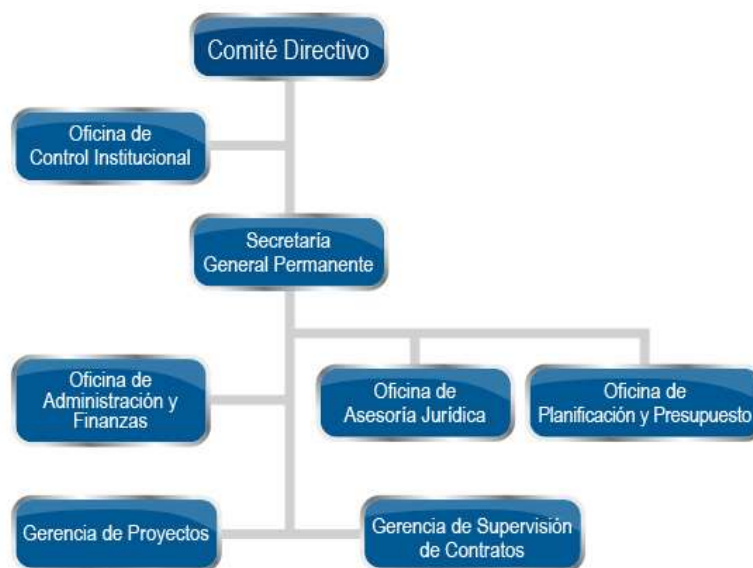 Comité Directivo
Oficina de
Control Institucional
Secretaría
General Permanente
Oficina de
Administración y
Finanzas
Oficina de
Asesoría Jurídica
Oficina de
Planificación y Presupuesto
Gerencia de Proyectos
Gerencia de Supervisión
de Contratos